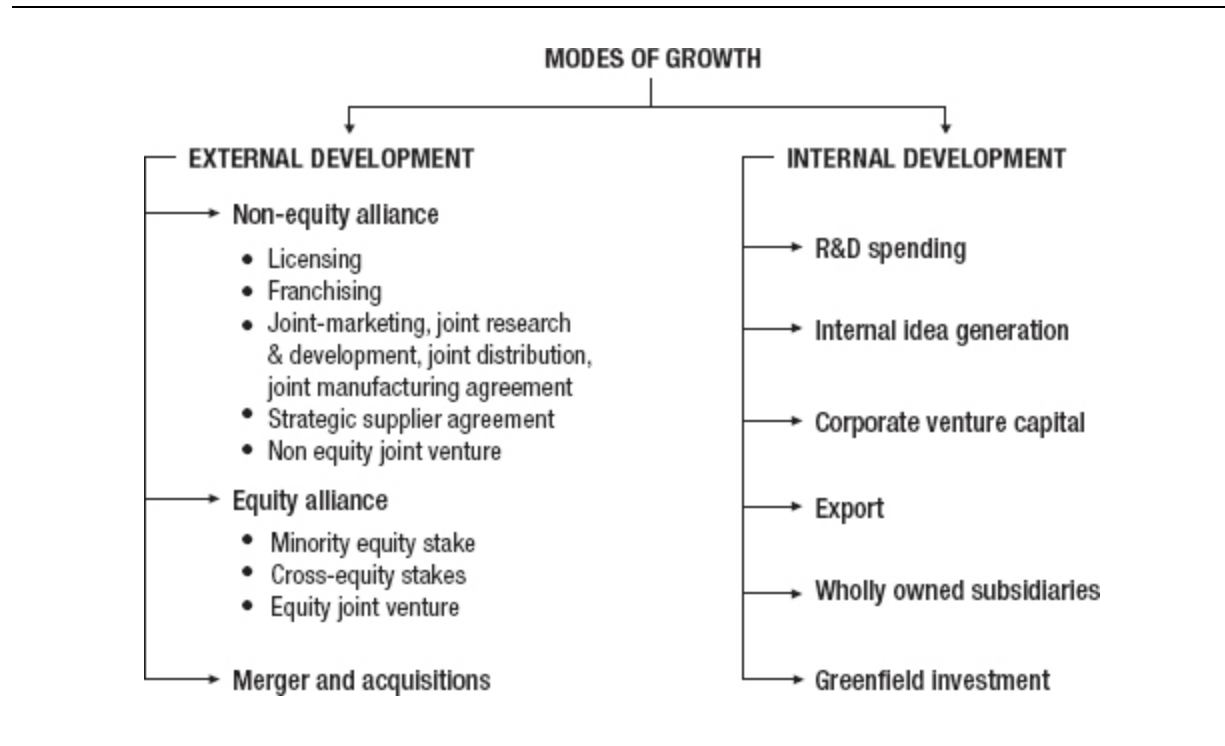 MODES OF GROWTH
EXTERNAL DEVELOPMENT
Non-equity alliance
• Licensing
• Franchising
• Joint-marketing, joint research
& development, joint distribution,
joint manufacturing agreement
• Strategic supplier agreement
• Non equity joint venture
Equity alliance
• Minority equity stake
• Cross-equity stakes
• Equity joint venture
Merger and acquisitions
INTERNAL DEVELOPMENT
R&D spending
Internal idea generation
Corporate venture capital
Export
Wholly owned subsidiaries
Greenfield investment